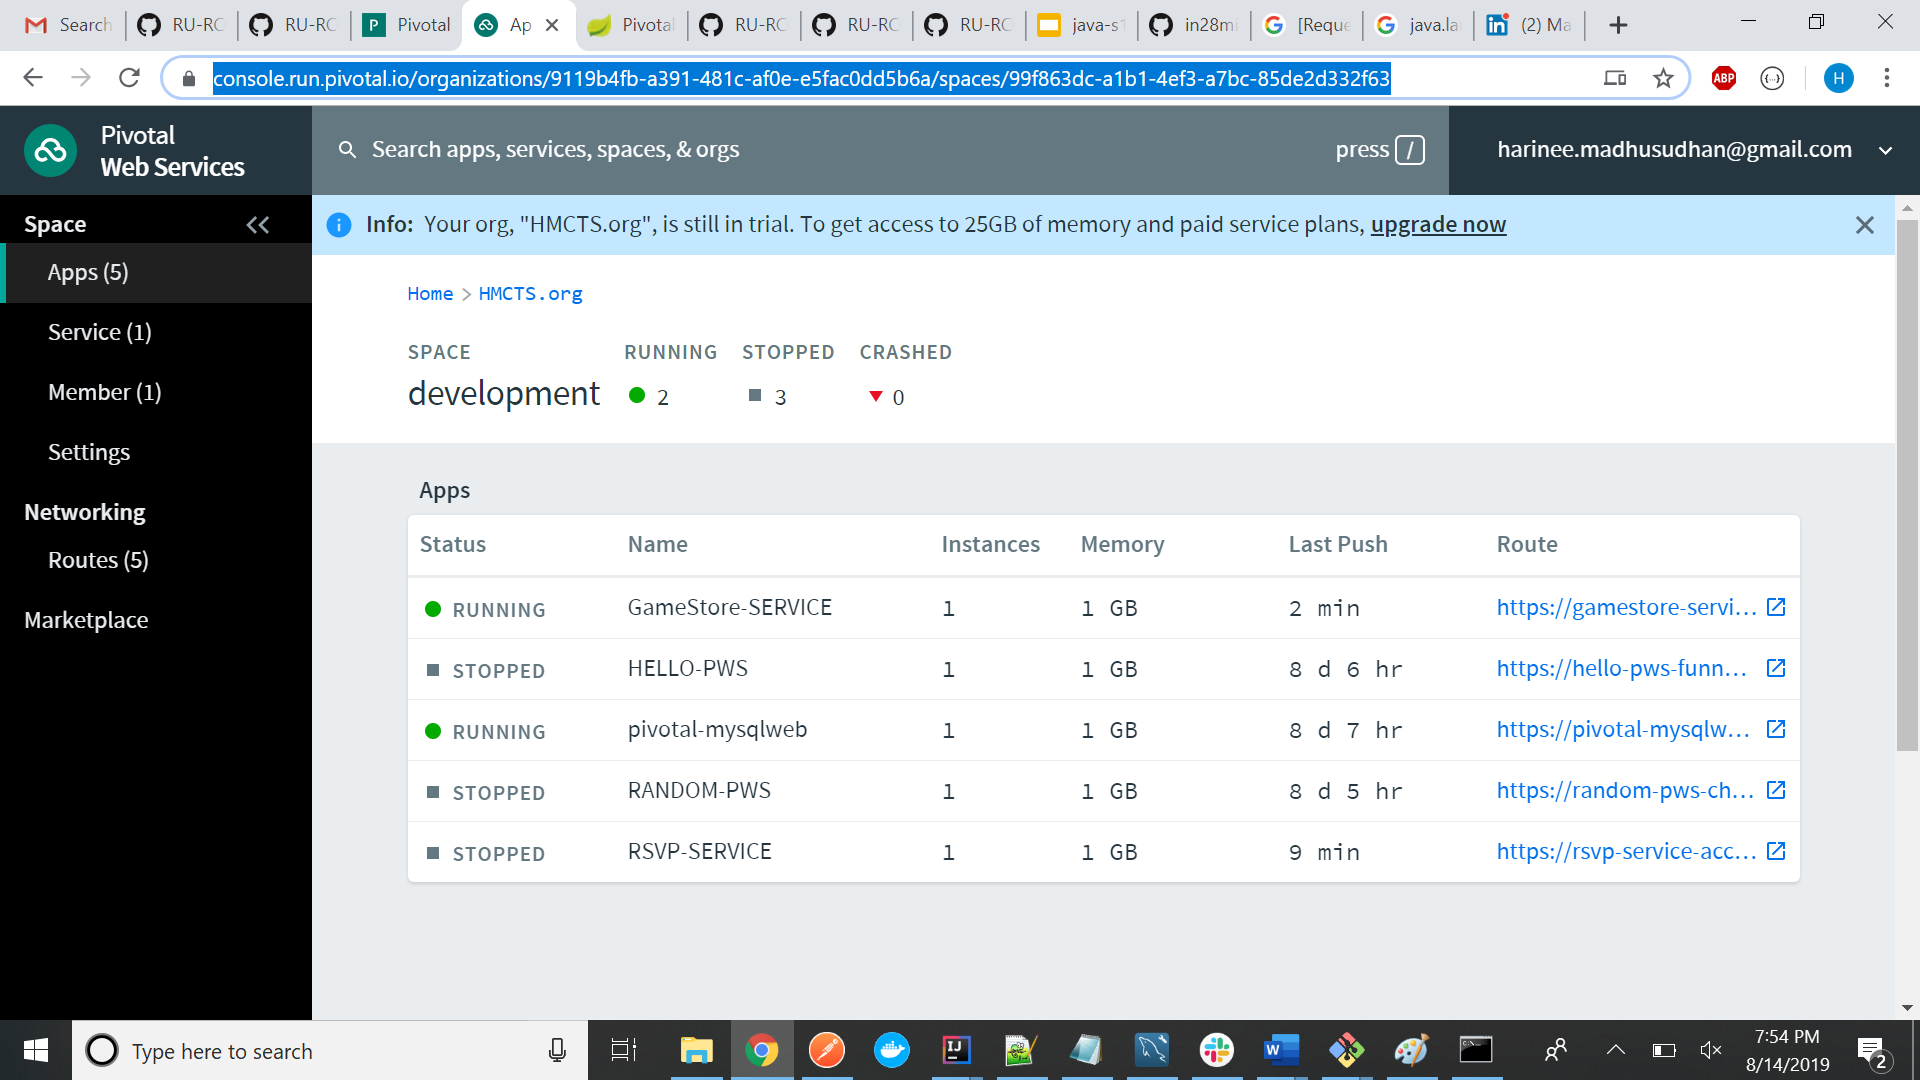 Search
RU-RC
RU-RC
Pivotal
Ap
Pivotal
RU-RC
RU-RC
RU-RC
java-s1
in28mi
[Reque
java.la
(2) Ma
console.run.pivotal.io/organizations/9119b4fb-a391-481c-af0e-e5fac0dd5b6a/spaces/99f863dc-a1b1-4ef3-a7bc-85de2d332f63
ABP
H
Pivotal
Web Services
Search apps, services, spaces, & orgs
press /
harinee.madhusudhan@gmail.com
Space
Apps (5)
Service (1)
Member (1)
Settings
Networking
Routes (5)
Marketplace
Info: Your org, "HMCTS.org", is still in trial. To get access to 25GB of memory and paid service plans, upgrade now
Home > HMCTS.org
SPACE RUNNING STOPPED CRASHED
development 2 3 0
Apps
Status Name Instances Memory Last Push Route
RUNNING GameStore-SERVICE 1 1 GB 2 min https://gamestore-servi...
STOPPED HELLO-PWS 1 1 GB 8 d 6 hr https://hello-pws-funn...
RUNNING pivotal-mysqlweb 1 1 GB 8 d 7 hr https://pivotal-mysqlw...
STOPPED RANDOM-PWS 1 1 GB 8 d 5 hr https://random-pws-ch...
STOPPED RSVP-SERVICE 1 1 GB 9 min https://rsvp-service-acc...
Type here to search
IJ
W
7:54 PM
8/14/2019
2